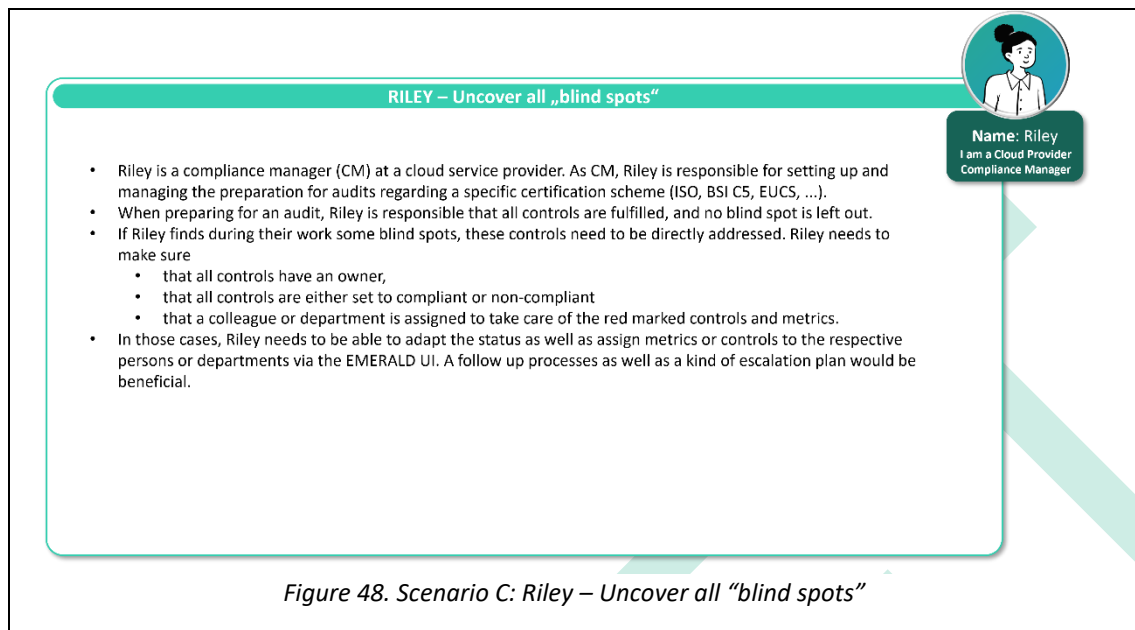 RILEY – Uncover all „blind spots“
Name: Riley
I am a Cloud Provider
Compliance Manager
• Riley is a compliance manager (CM) at a cloud service provider. As CM, Riley is responsible for setting up and
managing the preparation for audits regarding a specific certification scheme (ISO, BSI C5, EUCS, ...).
• When preparing for an audit, Riley is responsible that all controls are fulfilled, and no blind spot is left out.
• If Riley finds during their work some blind spots, these controls need to be directly addressed. Riley needs to
make sure
• that all controls have an owner,
• that all controls are either set to compliant or non-compliant
• that a colleague or department is assigned to take care of the red marked controls and metrics.
• In those cases, Riley needs to be able to adapt the status as well as assign metrics or controls to the respective
persons or departments via the EMERALD UI. A follow up processes as well as a kind of escalation plan would be
beneficial.
Figure 48. Scenario C: Riley – Uncover all “blind spots”